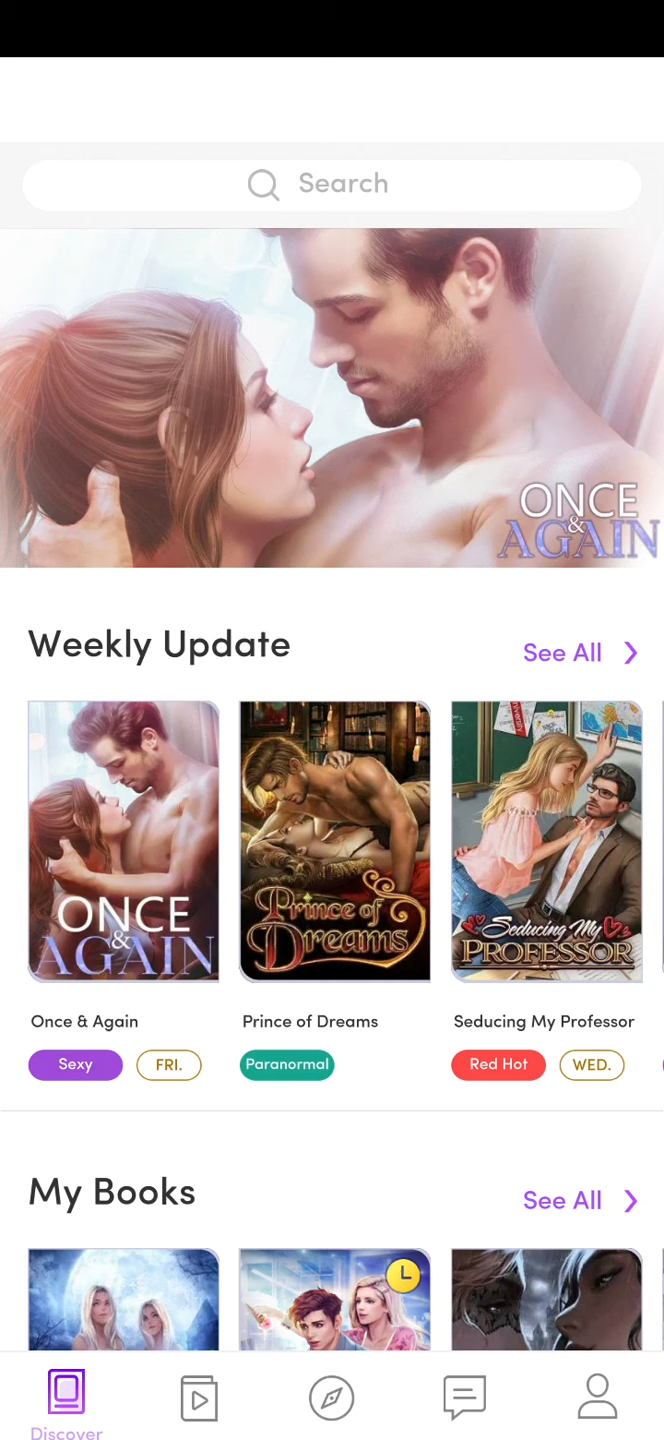 Search
ONCE
&
AGAIN
Weekly Update
See All
ONCE
&
AGAIN
Prince of
Dreams
Seducing My
PROFESSOR
Once & Again
Prince of Dreams
Seducing My Professor
Sexy
FRI.
Paranormal
Red Hot
WED.
My Books
See All
Discover